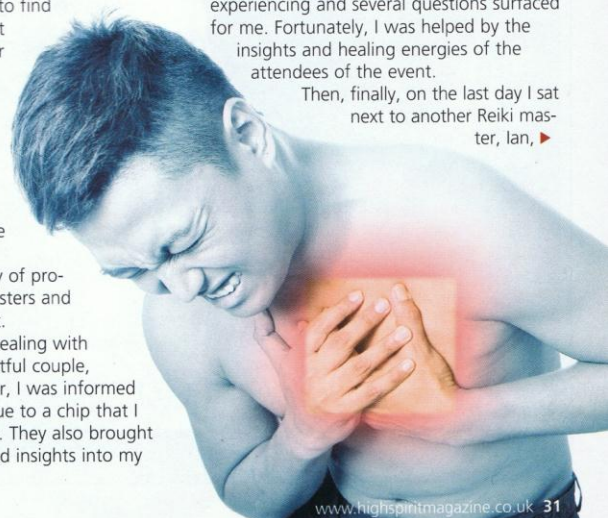 to find
t
r
e
y of pro-
sters and
ealing with
tful couple,
r, I was informed
ue to a chip that I
. They also brought
d insights into my
experiencing and several questions surfaced
for me. Fortunately, I was helped by the
insights and healing energies of the
attendees of the event.
Then, finally, on the last day I sat
next to another Reiki mas-
ter, Ian, ▶
www.highspiritmagazine.co.uk 31